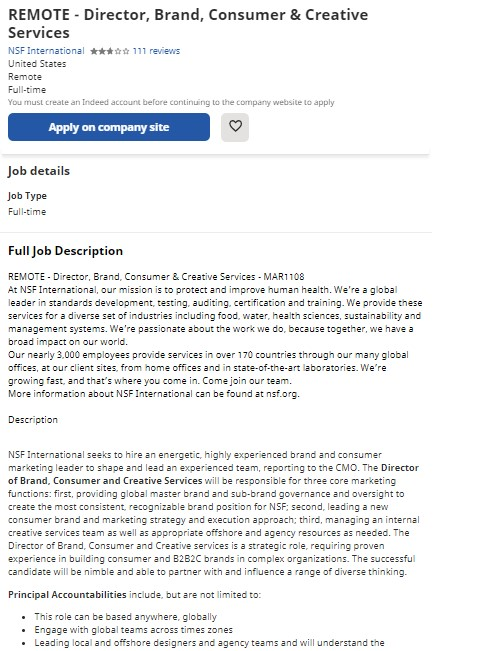 REMOTE - Director, Brand, Consumer & Creative
Services
NSF International 111 reviews
United States
Remote
Full-time
You must create an Indeed account before continuing to the company website to apply
Apply on company site
Job details
Job Type
Full-time
Full Job Description
REMOTE - Director, Brand, Consumer & Creative Services - MAR1108
At NSF International, our mission is to protect and improve human health. We're a global
leader in standards development, testing, auditing, certification and training. We provide these
services for a diverse set of industries including food, water, health sciences, sustainability and
management systems. We're passionate about the work we do, because together, we have a
broad impact on our world.
Our nearly 3,000 employees provide services in over 170 countries through our many global
offices, at our client sites, from home offices and in state-of-the-art laboratories. We're
growing fast, and that's where you come in. Come join our team.
More information about NSF International can be found at nsf.org.
Description
NSF International seeks to hire an energetic, highly experienced brand and consumer
marketing leader to shape and lead an experienced team, reporting to the CMO. The Director
of Brand, Consumer and Creative Services will be responsible for three core marketing
functions: first, providing global master brand and sub-brand governance and oversight to
create the most consistent, recognizable brand position for NSF; second, leading a new
consumer brand and marketing strategy and execution approach; third, managing an internal
creative services team as well as appropriate offshore and agency resources as needed. The
Director of Brand, Consumer and Creative services is a strategic role, requiring proven
experience in building consumer and B2B2C brands in complex organizations. The successful
candidate will be nimble and able to partner with and influence a range of diverse thinking.
Principal Accountabilities include, but are not limited to:
• This role can be based anywhere, globally
• Engage with global teams across times zones
• Leading local and offshore designers and agency teams and will understand the